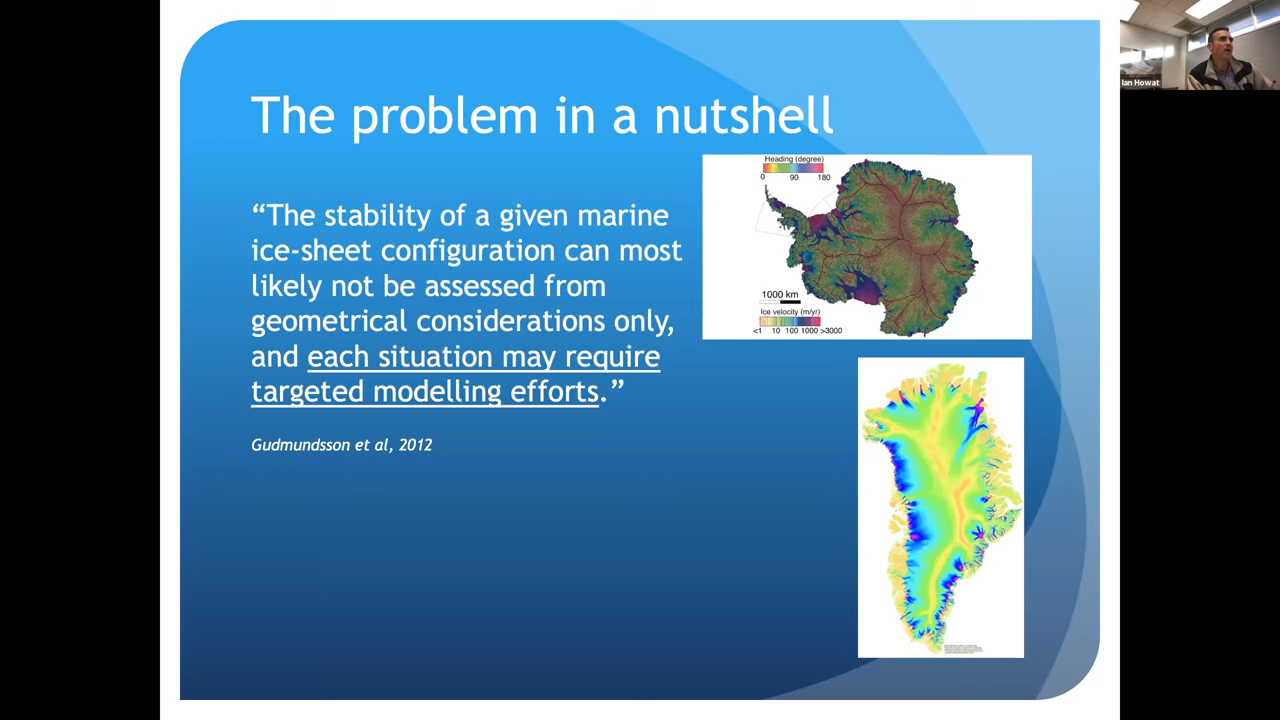 The problem in a nutshell
“The stability of a given marine
ice-sheet configuration can most
likely not be assessed from
geometrical considerations only,
and each situation may require
targeted modelling efforts.”
Gudmundsson et al, 2012
Heading (degree)
0 90 180
1000 km
Ice velocity (m/yr)
<1 10 100 1000 >3000
Ian Howat